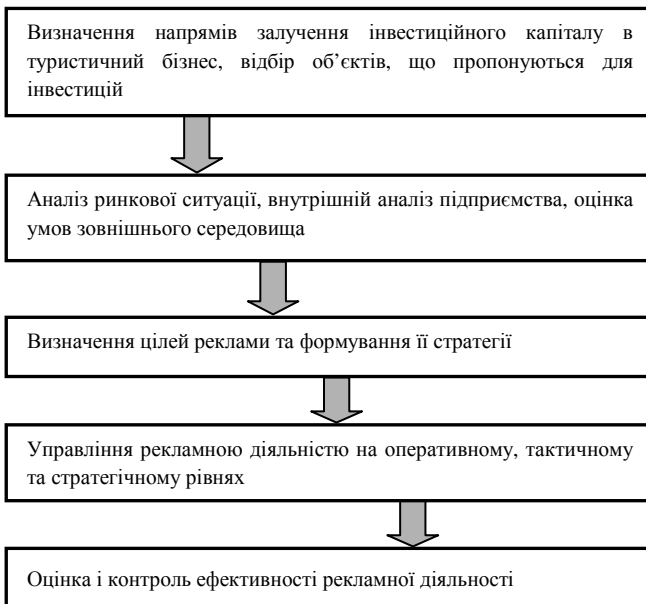 Визначення напрямів залучення інвестиційного капіталу в
туристичний бізнес, відбір об’єктів, що пропонуються для
інвестицій
Аналіз ринкової ситуації, внутрішній аналіз підприємства, оцінка
умов зовнішнього середовища
Визначення цілей реклами та формування її стратегії
Управління рекламною діяльністю на оперативному, тактичному
та стратегічному рівнях
Оцінка і контроль ефективності рекламної діяльності